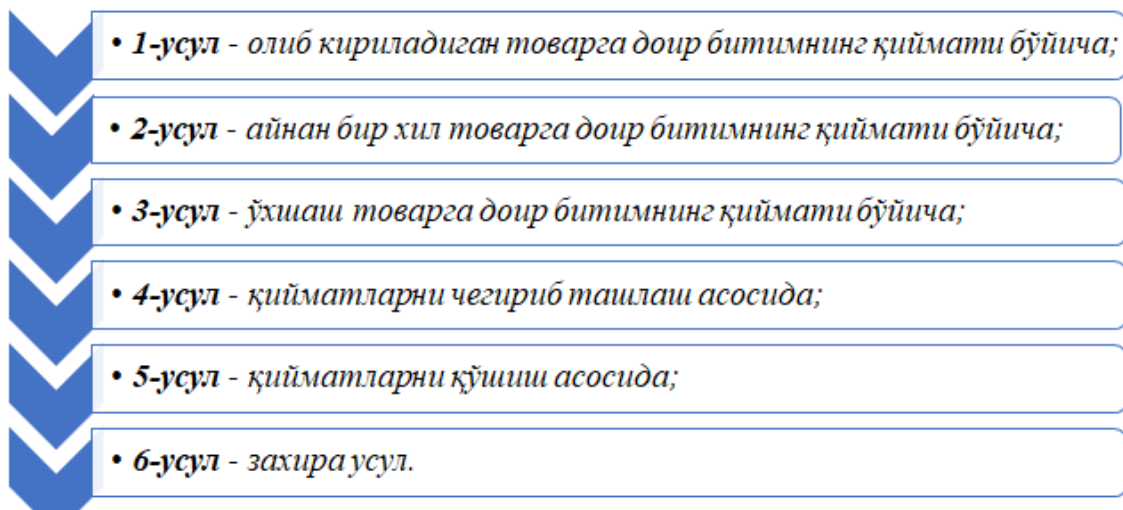 • 1-усул - олиб кириладиган товарга доир битимнинг қиймати бўйича;
• 2-усул - айнан бир хил товарга доир битимнинг қиймати бўйича;
• 3-усул - ўхшаш товарга доир битимнинг қиймати бўйича;
• 4-усул - қийматларни чегириб ташлаш асосида;
• 5-усул - қийматларни қўшиш асосида;
• 6-усул - захира усул.